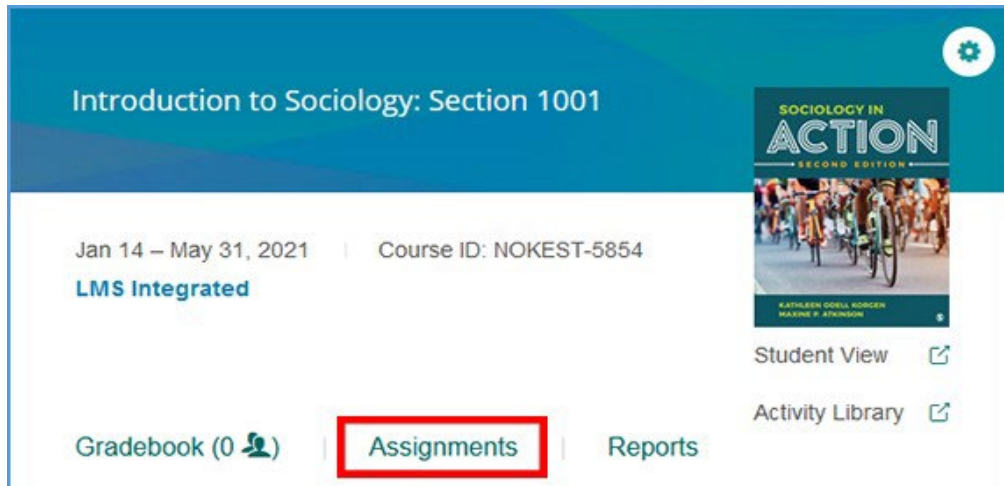 Introduction to Sociology: Section 1001
SOCIOLOGY IN
ACTION
SECOND EDITION
KATHLEEN ODELL KORGEN
MAXINE P. ATKINSON
Jan 14 – May 31, 2021
Course ID: NOKEST-5854
LMS Integrated
Student View
Activity Library
Gradebook (0 )
Assignments
Reports